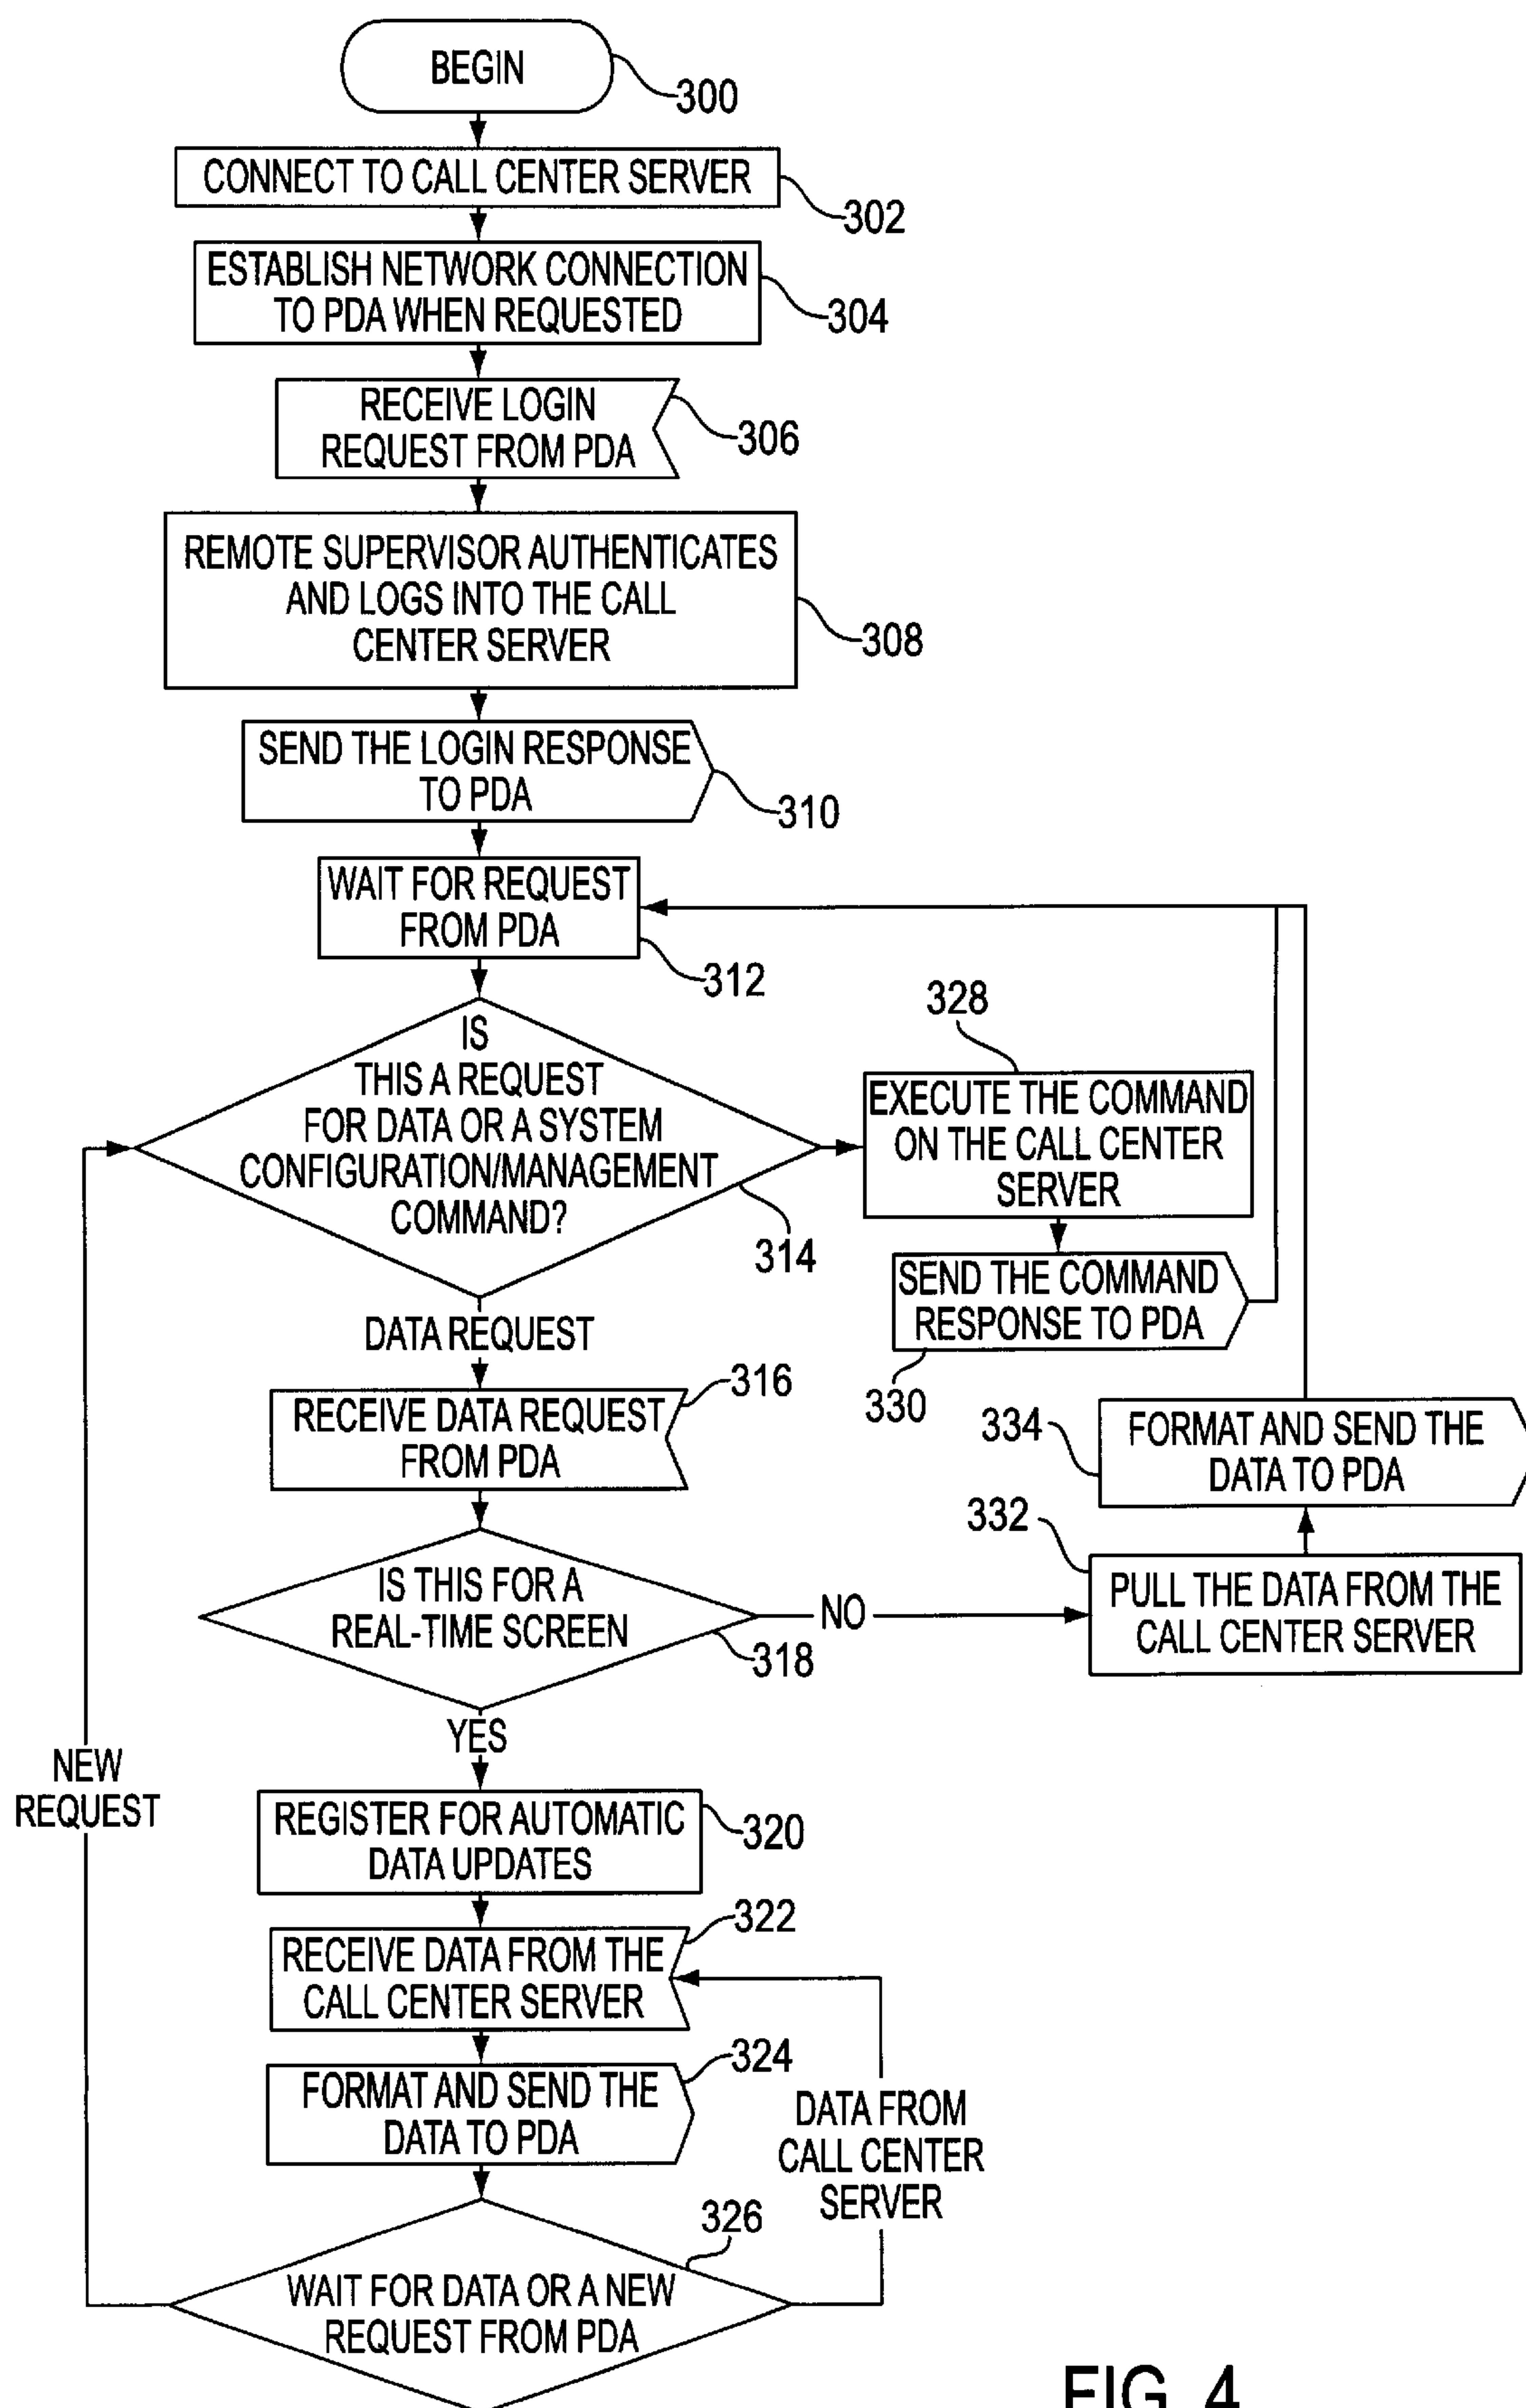 BEGIN
300
CONNECT TO CALL CENTER SERVER
302
ESTABLISH NETWORK CONNECTION
TO PDA WHEN REQUESTED
304
RECEIVE LOGIN
REQUEST FROM PDA
306
REMOTE SUPERVISOR AUTHENTICATES
AND LOGS INTO THE CALL
CENTER SERVER
308
SEND THE LOGIN RESPONSE
TO PDA
310
WAIT FOR REQUEST
FROM PDA
312
IS
THIS A REQUEST
FOR DATA OR A SYSTEM
CONFIGURATION/MANAGEMENT
COMMAND?
314
328
EXECUTE THE COMMAND
ON THE CALL CENTER
SERVER
SEND THE COMMAND
RESPONSE TO PDA
330
DATA REQUEST
316
RECEIVE DATA REQUEST
FROM PDA
334
FORMAT AND SEND THE
DATA TO PDA
332
PULL THE DATA FROM THE
CALL CENTER SERVER
IS THIS FOR A
REAL-TIME SCREEN
318
NO
YES
NEW
REQUEST
REGISTER FOR AUTOMATIC
DATA UPDATES
320
322
RECEIVE DATA FROM THE
CALL CENTER SERVER
324
FORMAT AND SEND THE
DATA TO PDA
DATA FROM
CALL CENTER
SERVER
326
WAIT FOR DATA OR A NEW
REQUEST FROM PDA
FIG. 4